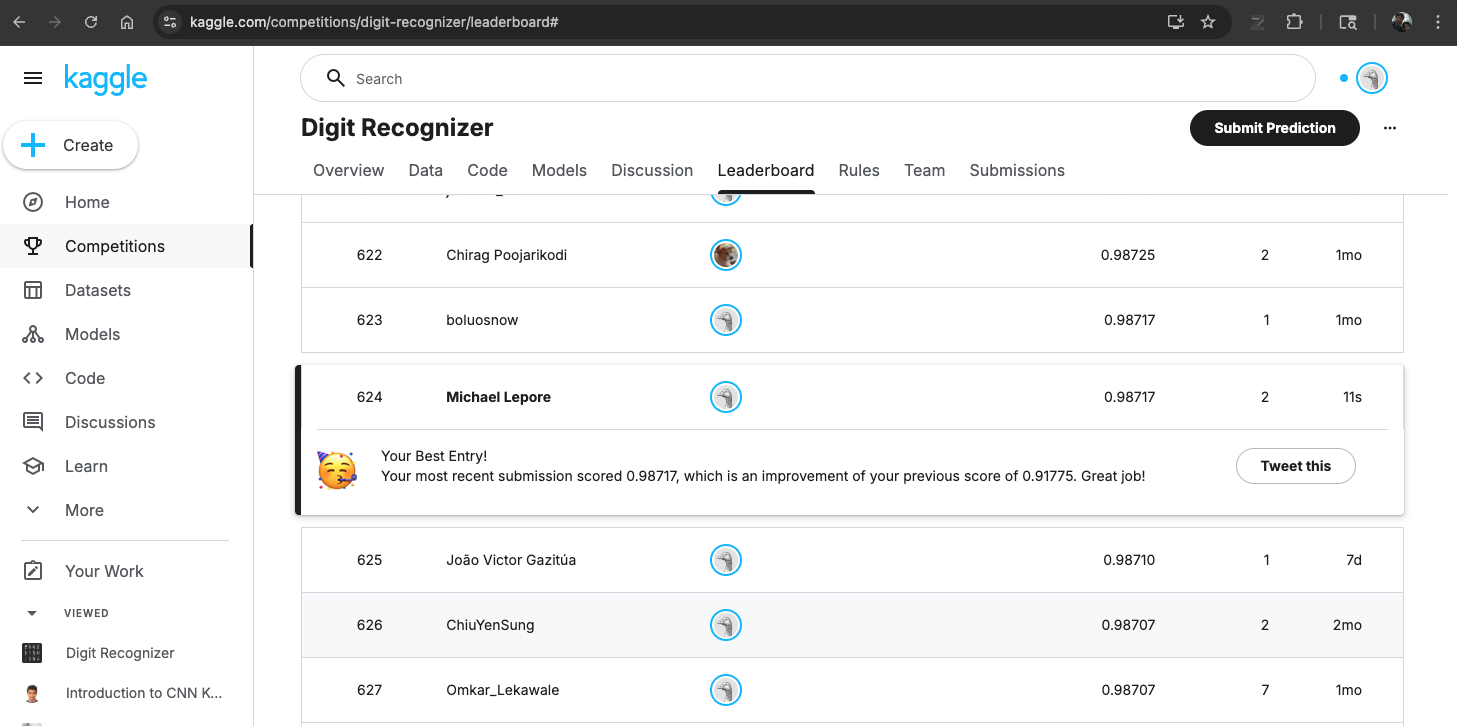 kaggle.com/competitions/digit-recognizer/leaderboard#
kaggle
Search
Create
Digit Recognizer
Submit Prediction
Overview Data Code Models Discussion Leaderboard Rules Team Submissions
Home
Competitions
Datasets
Models
Code
Discussions
Learn
More
Your Work
VIEWED
Digit Recognizer
Introduction to CNN K...
622 Chirag Poojarikodi 0.98725 2 1mo
623 boluosnow 0.98717 1 1mo
624 Michael Lepore 0.98717 2 11s
Your Best Entry!
Your most recent submission scored 0.98717, which is an improvement of your previous score of 0.91775. Great job!
Tweet this
625 João Victor Gazitúa 0.98710 1 7d
626 ChiuYenSung 0.98707 2 2mo
627 Omkar_Lekawale 0.98707 7 1mo